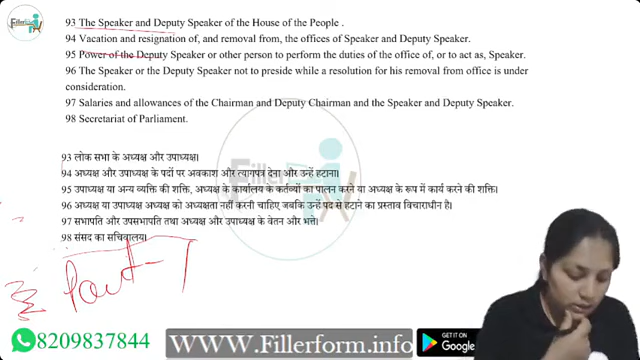 Fillerform
93 The Speaker and Deputy Speaker of the House of the People .
94 Vacation and resignation of, and removal from, the offices of Speaker and Deputy Speaker.
95 Power of the Deputy Speaker or other person to perform the duties of the office of, or to act as, Speaker.
96 The Speaker or the Deputy Speaker not to preside while a resolution for his removal from office is under
consideration.
97 Salaries and allowances of the Chairman and Deputy Chairman and the Speaker and Deputy Speaker.
98 Secretariat of Parliament.
93 लोक सभा के अध्यक्ष और उपाध्यक्ष।
94 अध्यक्ष और उपाध्यक्ष के पदों पर अवकाश और त्यागपत्र देना और उन्हें हटाना।
95 उपाध्यक्ष या अन्य व्यक्ति की शक्ति, अध्यक्ष के कार्यालय के कर्तव्यों का पालन करने या अध्यक्ष के रूप में कार्य करने की शक्ति।
96 अध्यक्ष या उपाध्यक्ष अध्यक्ष को अध्यक्षता नहीं करनी चाहिए जबकि उन्हें पद से हटाने का प्रस्ताव विचाराधीन है।
97 सभापति और उपसभापति तथा अध्यक्ष और उपाध्यक्ष के वेतन और भत्ते।
98 संसद का सचिवालय।
8209837844
www.Fillerform.info
GET IT ON
Google